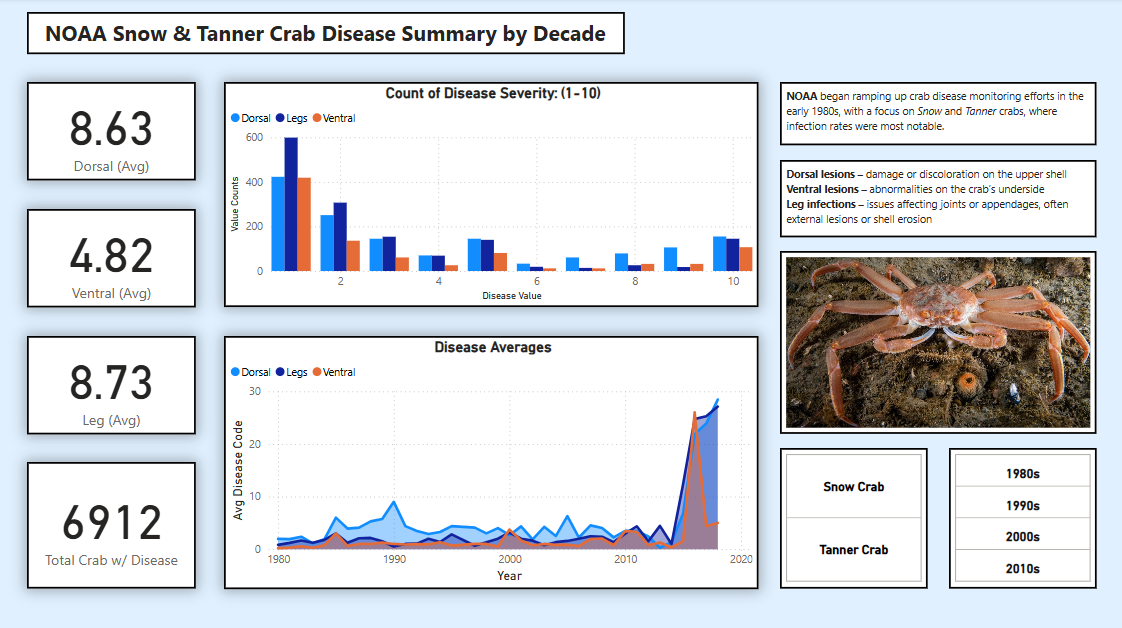 NOAA Snow & Tanner Crab Disease Summary by Decade
8.63
Dorsal (Avg)
4.82
Ventral (Avg)
8.73
Leg (Avg)
6912
Total Crab w/ Disease
Count of Disease Severity: (1-10)
Dorsal Legs Ventral
Value Counts
600
400
200
0
2 4 6 8 10
Disease Value
Disease Averages
Dorsal Legs Ventral
Avg Disease Code
30
20
10
0
1980 1990 2000 2010 2020
Year
NOAA began ramping up crab disease monitoring efforts in the
early 1980s, with a focus on Snow and Tanner crabs, where
infection rates were most notable.
Dorsal lesions – damage or discoloration on the upper shell
Ventral lesions – abnormalities on the crab's underside
Leg infections – issues affecting joints or appendages, often
external lesions or shell erosion
Snow Crab
Tanner Crab
1980s
1990s
2000s
2010s